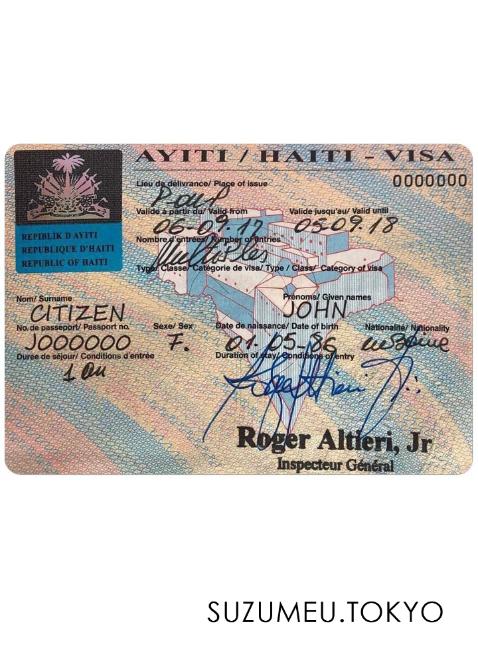 AYITI / HAITI - VISA
0000000
REPIBLIK D AYITI
REPUBLIQUE D'HAITI
REPUBLIC OF HAITI
Lieu de délivrance/ Place of issue
P-au-P
Valide à partir du/ Valid from Valide jusqu'au/ Valid until
06-09.17 05-09.18
Nombre d'entrées/ Number of entries
Multiples
Type/ Classe/ Catégorie de visa/ Type / Class/ Category of visa
Nom/ Surname Prénoms/ Given names
CITIZEN JOHN
No. de passeport/ Passport no. Sexe/ Sex Date de naissance/ Date of birth Nationalité/ Nationality
J000000 F. 01.05-86
Durée de séjour/ Conditions d'entrée Duration of stay/ Conditions of entry
1 an
Roger Altieri, Jr
Inspecteur Général
SUZUMEU.TOKYO